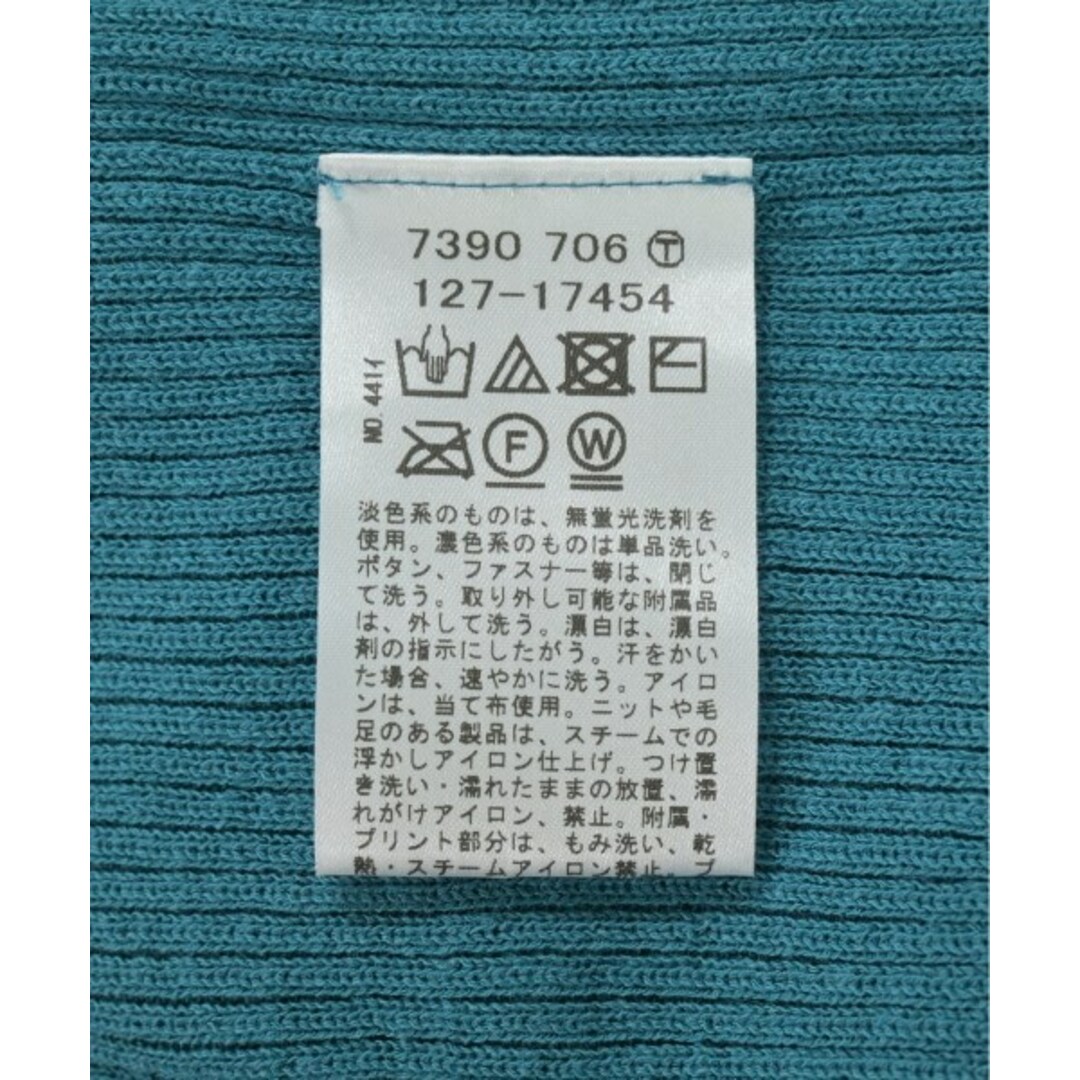 7390 706 Ⓣ
127-17454
NO.441イ
F W
淡色系のものは、無蛍光洗剤を
使用。濃色系のものは単品洗い。
ボタン、ファスナー等は、閉じ
て洗う。取り外し可能な附属品
は、外して洗う。漂白は、漂白
剤の指示にしたがう。汗をかい
た場合、速やかに洗う。アイロ
ンは、当て布使用。ニットや毛
足のある製品は、スチームでの
浮かしアイロン仕上げ。つけ置
き洗い・濡れたままの放置、濡
れがけアイロン、禁止。附属・
プリント部分は、もみ洗い、乾
熱・スチームアイロン禁止。プ